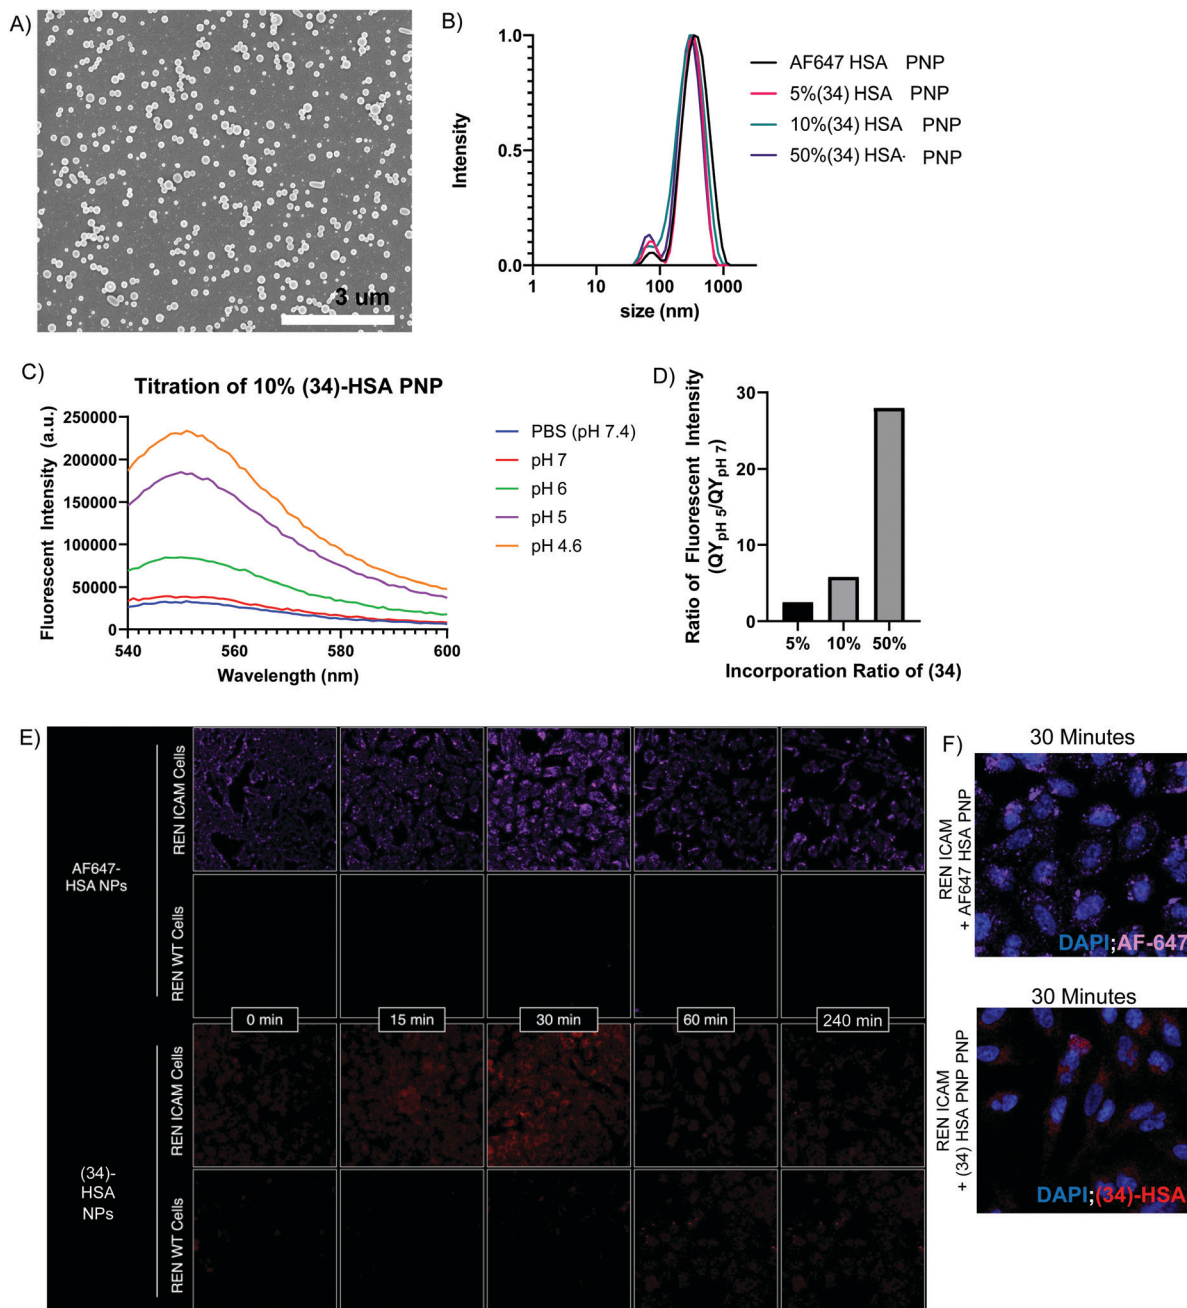 A)
3 um
B)
Intensity
1.0
0.5
0.0
1
10
100
1000
size (nm)
AF647 HSA PNP
5%(34) HSA PNP
10%(34) HSA PNP
50%(34) HSA· PNP
C)
Titration of 10% (34)-HSA PNP
Fluorescent Intensity (a.u.)
250000
200000
150000
100000
50000
0
540
560
580
600
Wavelength (nm)
PBS (pH 7.4)
pH 7
pH 6
pH 5
pH 4.6
D)
Ratio of Fluorescent Intensity
(QYpH 5/QYpH 7)
30
20
10
0
5%
10%
50%
Incorporation Ratio of (34)
E)
AF647-
HSA NPs
REN ICAM Cells
REN WT Cells
0 min
15 min
30 min
60 min
240 min
(34)-
HSA
NPs
REN ICAM Cells
REN WT Cells
F)
30 Minutes
REN ICAM
+ AF647 HSA PNP
DAPI;AF-647
30 Minutes
REN ICAM
+ (34) HSA PNP PNP
DAPI;(34)-HSA